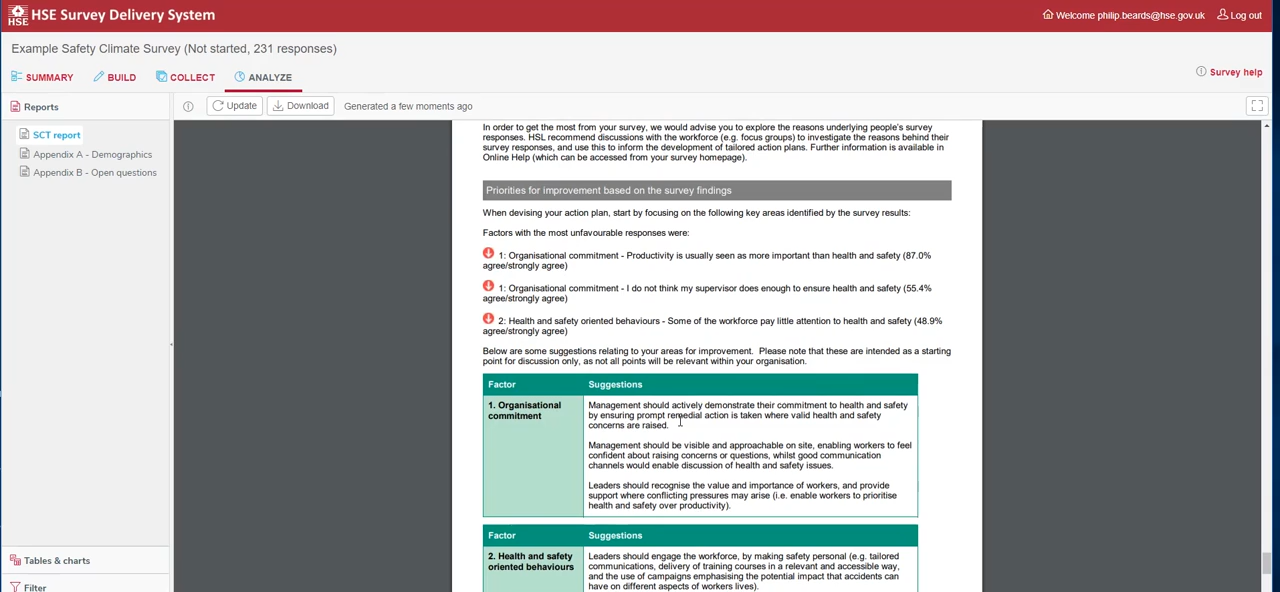 HSE HSE Survey Delivery System
Welcome philip.beards@hse.gov.uk Log out
Example Safety Climate Survey (Not started, 231 responses)
SUMMARY BUILD COLLECT ANALYZE
Survey help
Reports
Update Download Generated a few moments ago
SCT report
Appendix A - Demographics
Appendix B - Open questions
Tables & charts
Filter
In order to get the most from your survey, we would advise you to explore the reasons underlying people's survey
responses. HSL recommend discussions with the workforce (e.g. focus groups) to investigate the reasons behind their
survey responses, and use this to inform the development of tailored action plans. Further information is available in
Online Help (which can be accessed from your survey homepage).
Priorities for improvement based on the survey findings
When devising your action plan, start by focusing on the following key areas identified by the survey results:
Factors with the most unfavourable responses were:
1: Organisational commitment - Productivity is usually seen as more important than health and safety (87.0%
agree/strongly agree)
1: Organisational commitment - I do not think my supervisor does enough to ensure health and safety (55.4%
agree/strongly agree)
2: Health and safety oriented behaviours - Some of the workforce pay little attention to health and safety (48.9%
agree/strongly agree)
Below are some suggestions relating to your areas for improvement. Please note that these are intended as a starting
point for discussion only, as not all points will be relevant within your organisation.
Factor Suggestions
1. Organisational
commitment
Management should actively demonstrate their commitment to health and safety
by ensuring prompt remedial action is taken where valid health and safety
concerns are raised.
Management should be visible and approachable on site, enabling workers to feel
confident about raising concerns or questions, whilst good communication
channels would enable discussion of health and safety issues.
Leaders should recognise the value and importance of workers, and provide
support where conflicting pressures may arise (i.e. enable workers to prioritise
health and safety over productivity).
Factor Suggestions
2. Health and safety
oriented behaviours
Leaders should engage the workforce, by making safety personal (e.g. tailored
communications, delivery of training courses in a relevant and accessible way,
and the use of campaigns emphasising the potential impact that accidents can
have on different aspects of workers lives).